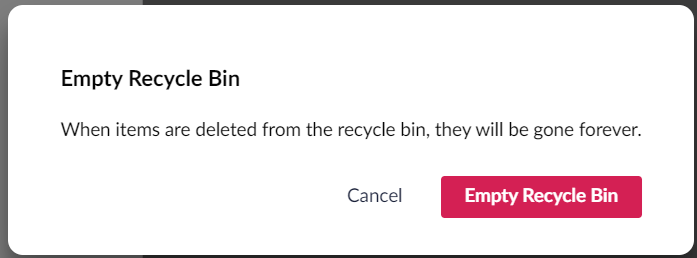 Empty Recycle Bin
When items are deleted from the recycle bin, they will be gone forever.
Cancel
Empty Recycle Bin